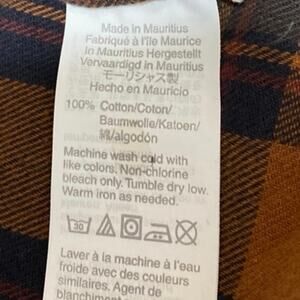 Made in Mauritius
Fabriqué à l'île Maurice
In Mauritius Hergestellt
Vervaardigd in Mauritius
モーリシャス製
Hecho en Mauricio
100% Cotton/Coton/
Baumwolle/Katoen/
綿/algodón
Machine wash cold with
like colors. Non-chlorine
bleach only. Tumble dry low.
Warm iron as needed.
30
Laver à la machine à l'eau
froide avec des couleurs
similaires. Agent de
blanchiment